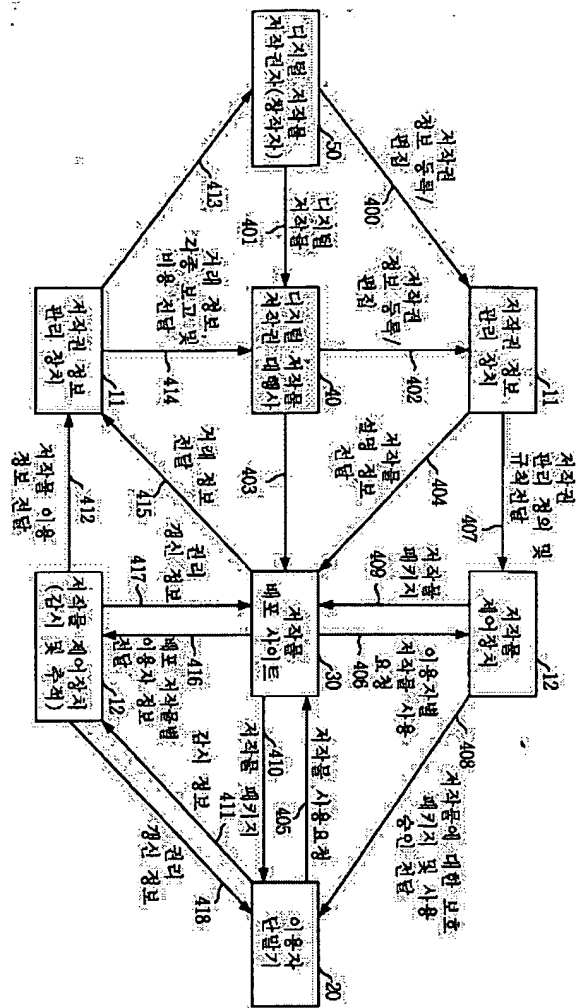 디지털 저작물
저작권자(창작자)
50
저작권
정보 등록/
편집
400
디지털
저작물
401
413
저작권 정보
관리 장치
11
디지털 저작물
저작권 대행사
40
저작권
정보 등록/
편집
402
거래 정보,
각종 보고 및
비용 전달
414
저작권 정보
관리 장치
11
저작권
관리 정의 및
규칙전달
407
저작물
설명 정보
전달
404
403
거래 정보
전달
415
412
저작물 이용
정보 전달
저작물
제어장치
12
저작물
패키지
409
이용자별
저작물 사용
요청
406
저작물
배포 사이트
30
권리
갱신 정보
417
배포 저작물별
이용자 정보
전달
416
저작물 제어장치
(감시 및 추적)
12
저작물에 대한 보호
패키지 및 사용
승인 전달
408
저작물 사용요청
405
410
저작물 패키지
감시 정보
411
권리
갱신 정보
418
이용자
단말기
20